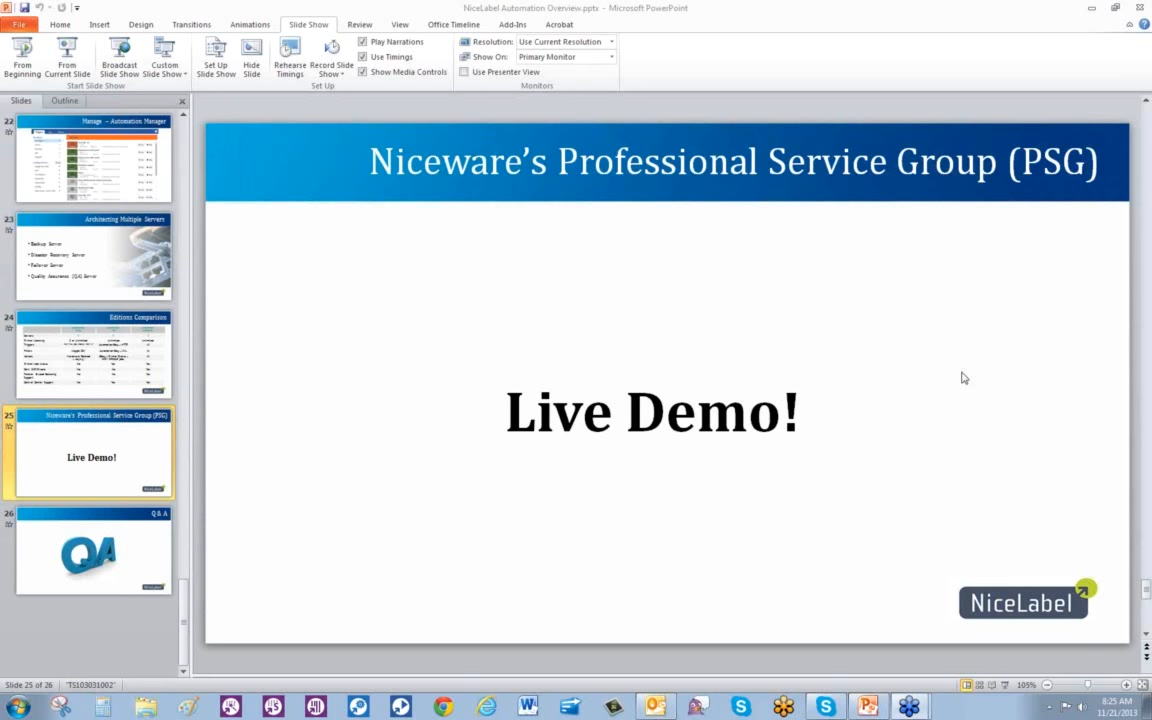 NiceLabel Automation Overview.pptx - Microsoft PowerPoint
File Home Insert Design Transitions Animations Slide Show Review View Office Timeline Add-Ins Acrobat
From Beginning
From Current Slide
Broadcast Slide Show
Custom Slide Show
Set Up Slide Show
Hide Slide
Rehearse Timings
Record Slide Show
Play Narrations
Use Timings
Show Media Controls
Resolution: Use Current Resolution
Show On: Primary Monitor
Use Presenter View
Start Slide Show
Set Up
Monitors
Slides Outline
22
Manage - Automation Manager
23
Architecting Multiple Servers
• Backup Server
• Disaster Recovery Server
• Failover Server
• Quality Assurance (QA) Server
NiceLabel
24
Editions Comparison
NiceLabel
25
Niceware's Professional Service Group (PSG)
Live Demo!
NiceLabel
26
Q & A
QA
NiceLabel
Niceware’s Professional Service Group (PSG)
Live Demo!
NiceLabel
Slide 25 of 26 "TS103031002" 105%
8:25 AM
11/21/2013